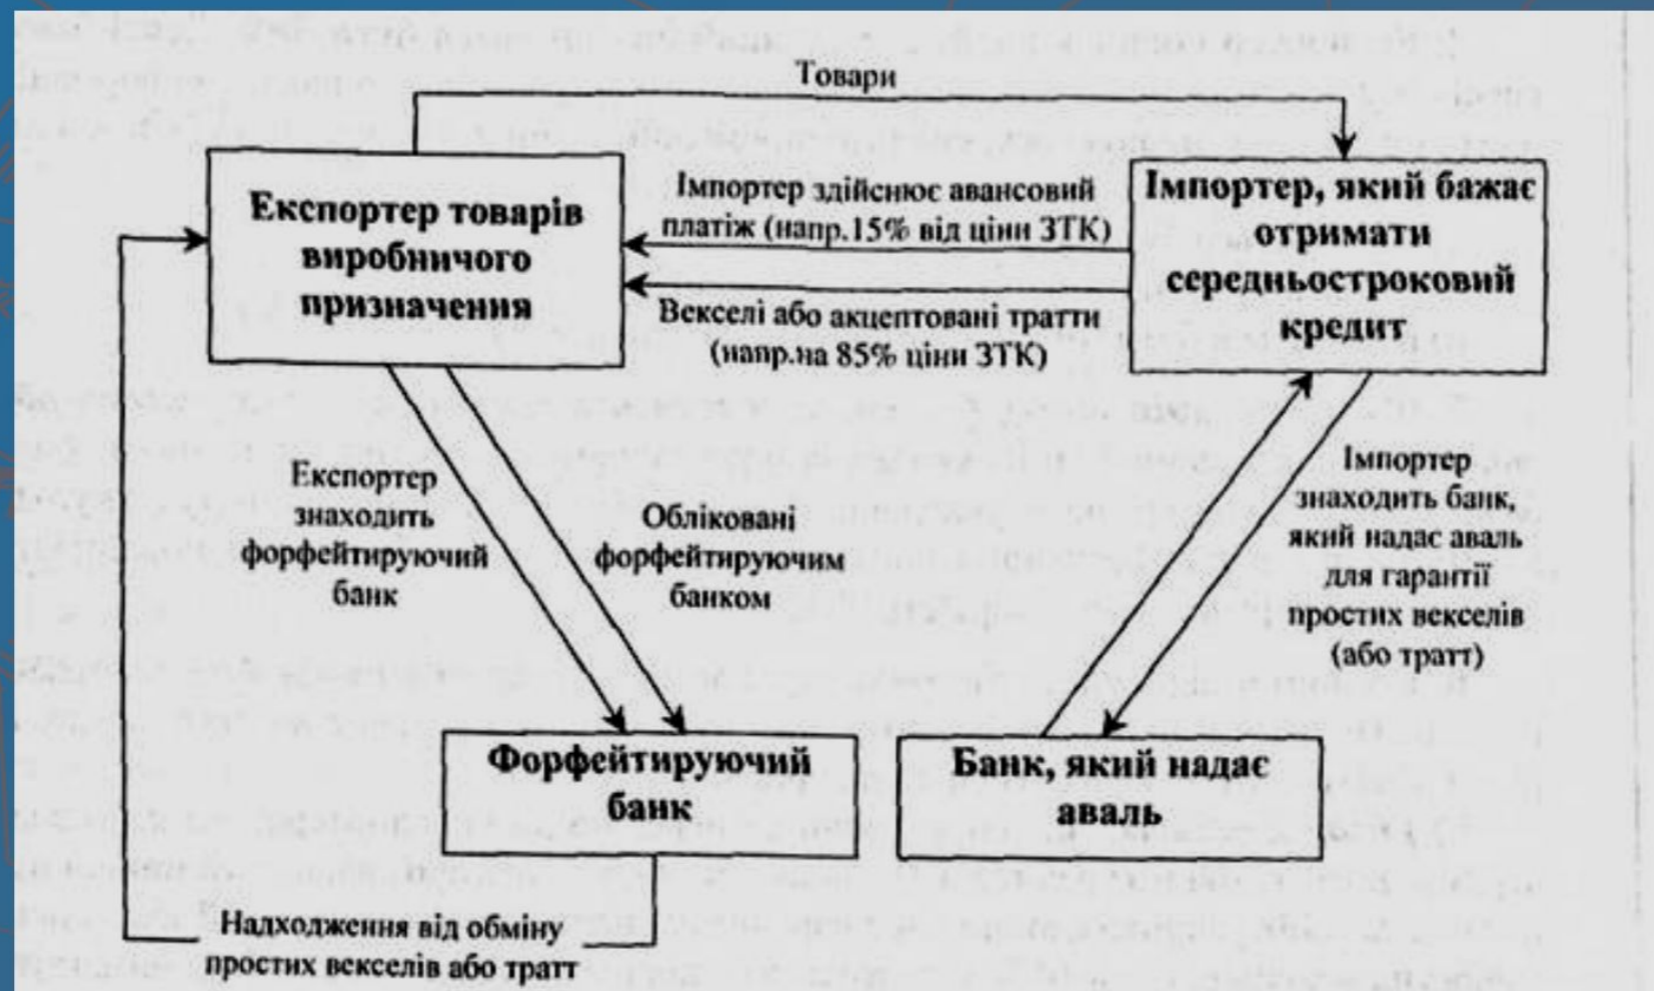 Товари
Експортер товарів
виробничого
призначення
Імпортер здійснює авансовий
платіж (напр.15% від ціни ЗТК)
Векселі або акцептовані тратти
(напр.на 85% ціни ЗТК)
Імпортер, який бажає
отримати
середньостроковий
кредит
Експортер
знаходить
форфейтируючий
банк
Обліковані
форфейтируючим
банком
Імпортер
знаходить банк,
який надає аваль
для гарантії
простих векселів
(або тратт)
Форфейтируючий
банк
Банк, який надає
аваль
Надходження від обміну
простих векселів або тратт